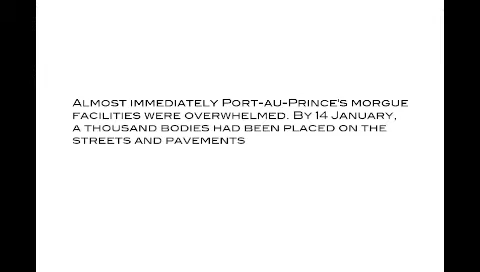 Almost immediately Port-au-Prince's morgue
facilities were overwhelmed. By 14 January,
a thousand bodies had been placed on the
streets and pavements